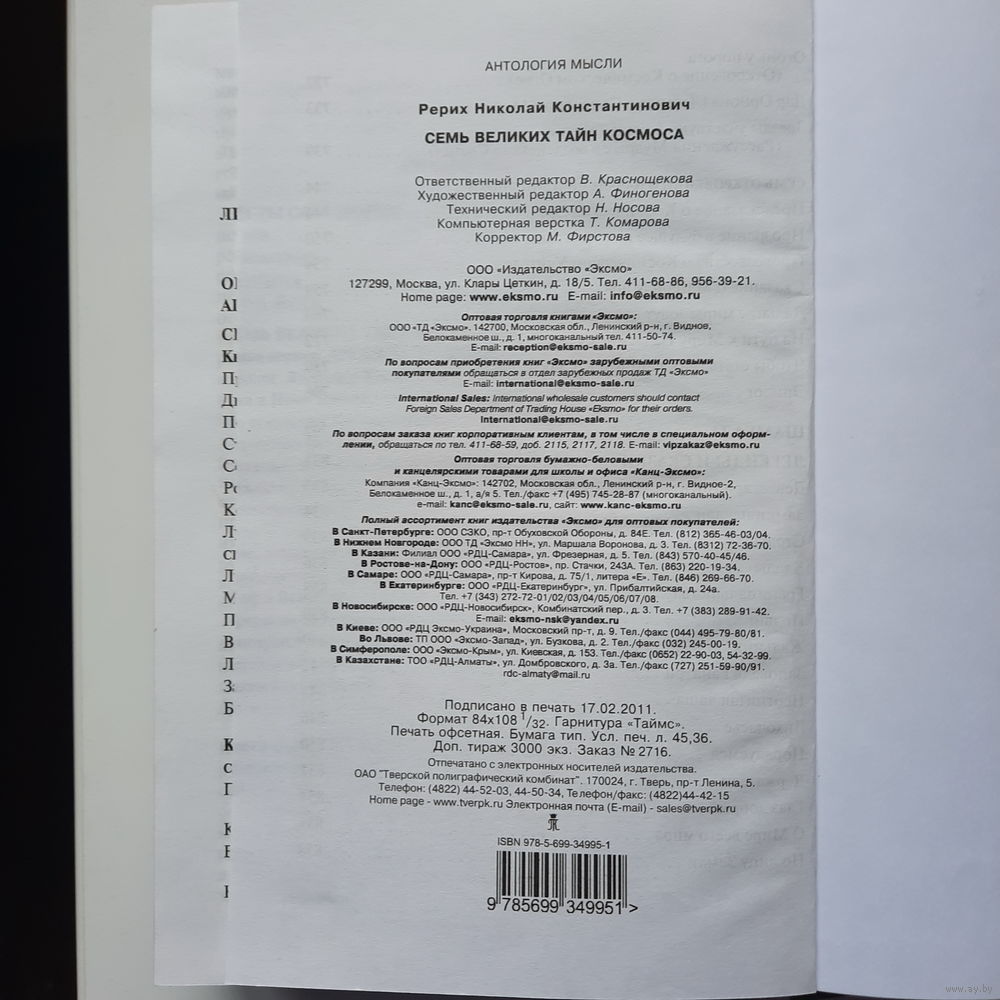 АНТОЛОГИЯ МЫСЛИ
Рерих Николай Константинович
СЕМЬ ВЕЛИКИХ ТАЙН КОСМОСА
Ответственный редактор В. Краснощекова
Художественный редактор А. Финогенова
Технический редактор Н. Носова
Компьютерная верстка Т. Комарова
Корректор М. Фирстова
ООО «Издательство «Эксмо»
127299, Москва, ул. Клары Цеткин, д. 18/5. Тел. 411-68-86, 956-39-21.
Home page: www.eksmo.ru E-mail: info@eksmo.ru
Оптовая торговля книгами «Эксмо»:
ООО «ТД «Эксмо». 142700, Московская обл., Ленинский р-н, г. Видное,
Белокаменное ш., д. 1, многоканальный тел. 411-50-74.
E-mail: reception@eksmo-sale.ru
По вопросам приобретения книг «Эксмо» зарубежными оптовыми
покупателями обращаться в отдел зарубежных продаж ТД «Эксмо»
E-mail: international@eksmo-sale.ru
International Sales: International wholesale customers should contact
Foreign Sales Department of Trading House «Eksmo» for their orders.
international@eksmo-sale.ru
По вопросам заказа книг корпоративным клиентам, в том числе в специальном оформ-
лении, обращаться по тел. 411-68-59, доб. 2115, 2117, 2118. E-mail: vipzakaz@eksmo.ru
Оптовая торговля бумажно-беловыми
и канцелярскими товарами для школы и офиса «Канц-Эксмо»:
Компания «Канц-Эксмо»: 142702, Московская обл., Ленинский р-н, г. Видное-2,
Белокаменное ш., д. 1, а/я 5. Тел./факс +7 (495) 745-28-87 (многоканальный).
e-mail: kanc@eksmo-sale.ru, сайт: www.kanc-eksmo.ru
Полный ассортимент книг издательства «Эксмо» для оптовых покупателей:
В Санкт-Петербурге: ООО СЗКО, пр-т Обуховской Обороны, д. 84Е. Тел. (812) 365-46-03/04.
В Нижнем Новгороде: ООО ТД «Эксмо НН», ул. Маршала Воронова, д. 3. Тел. (8312) 72-36-70.
В Казани: Филиал ООО «РДЦ-Самара», ул. Фрезерная, д. 5. Тел. (843) 570-40-45/46.
В Ростове-на-Дону: ООО «РДЦ-Ростов», пр. Стачки, 243А. Тел. (863) 220-19-34.
В Самаре: ООО «РДЦ-Самара», пр-т Кирова, д. 75/1, литера «Е». Тел. (846) 269-66-70.
В Екатеринбурге: ООО «РДЦ-Екатеринбург», ул. Прибалтийская, д. 24а.
Тел. +7 (343) 272-72-01/02/03/04/05/06/07/08.
В Новосибирске: ООО «РДЦ-Новосибирск», Комбинатский пер., д. 3. Тел. +7 (383) 289-91-42.
E-mail: eksmo-nsk@yandex.ru
В Киеве: ООО «РДЦ Эксмо-Украина», Московский пр-т, д. 9. Тел./факс (044) 495-79-80/81.
Во Львове: ТП ООО «Эксмо-Запад», ул. Бузкова, д. 2. Тел./факс (032) 245-00-19.
В Симферополе: ООО «Эксмо-Крым», ул. Киевская, д. 153. Тел./факс (0652) 22-90-03, 54-32-99.
В Казахстане: ТОО «РДЦ-Алматы», ул. Домбровского, д. 3а. Тел./факс (727) 251-59-90/91.
rdc-almaty@mail.ru
Подписано в печать 17.02.2011.
Формат 84x108 1/32. Гарнитура «Таймс».
Печать офсетная. Бумага тип. Усл. печ. л. 45,36.
Доп. тираж 3000 экз. Заказ № 2716.
Отпечатано с электронных носителей издательства.
ОАО "Тверской полиграфический комбинат". 170024, г. Тверь, пр-т Ленина, 5.
Телефон: (4822) 44-52-03, 44-50-34, Телефон/факс: (4822)44-42-15
Home page - www.tverpk.ru Электронная почта (E-mail) - sales@tverpk.ru
ISBN 978-5-699-34995-1
9 785699 349951 >
www.ay.by